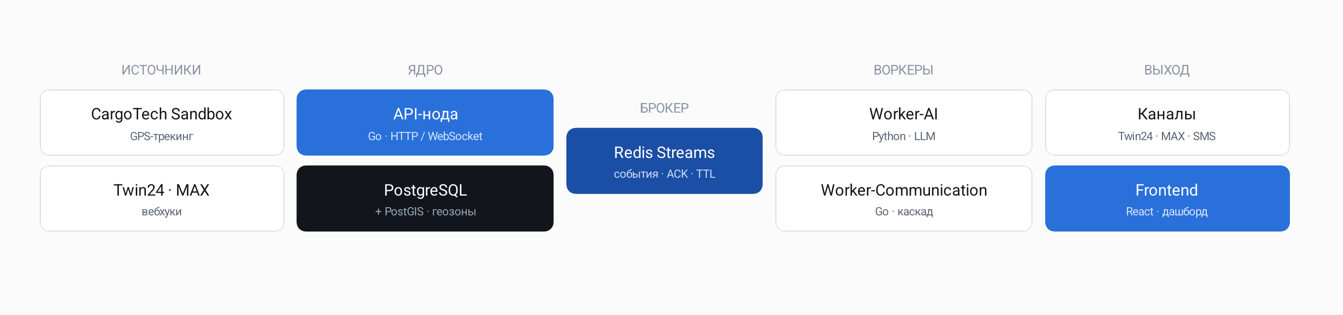 ИСТОЧНИКИ
CargoTech Sandbox
GPS-трекинг
Twin24 · MAX
вебхуки
ЯДРО
API-нода
Go · HTTP / WebSocket
PostgreSQL
+ PostGIS · геозоны
БРОКЕР
Redis Streams
события · ACK · TTL
ВОРКЕРЫ
Worker-AI
Python · LLM
Worker-Communication
Go · каскад
ВЫХОД
Каналы
Twin24 · MAX · SMS
Frontend
React · дашборд